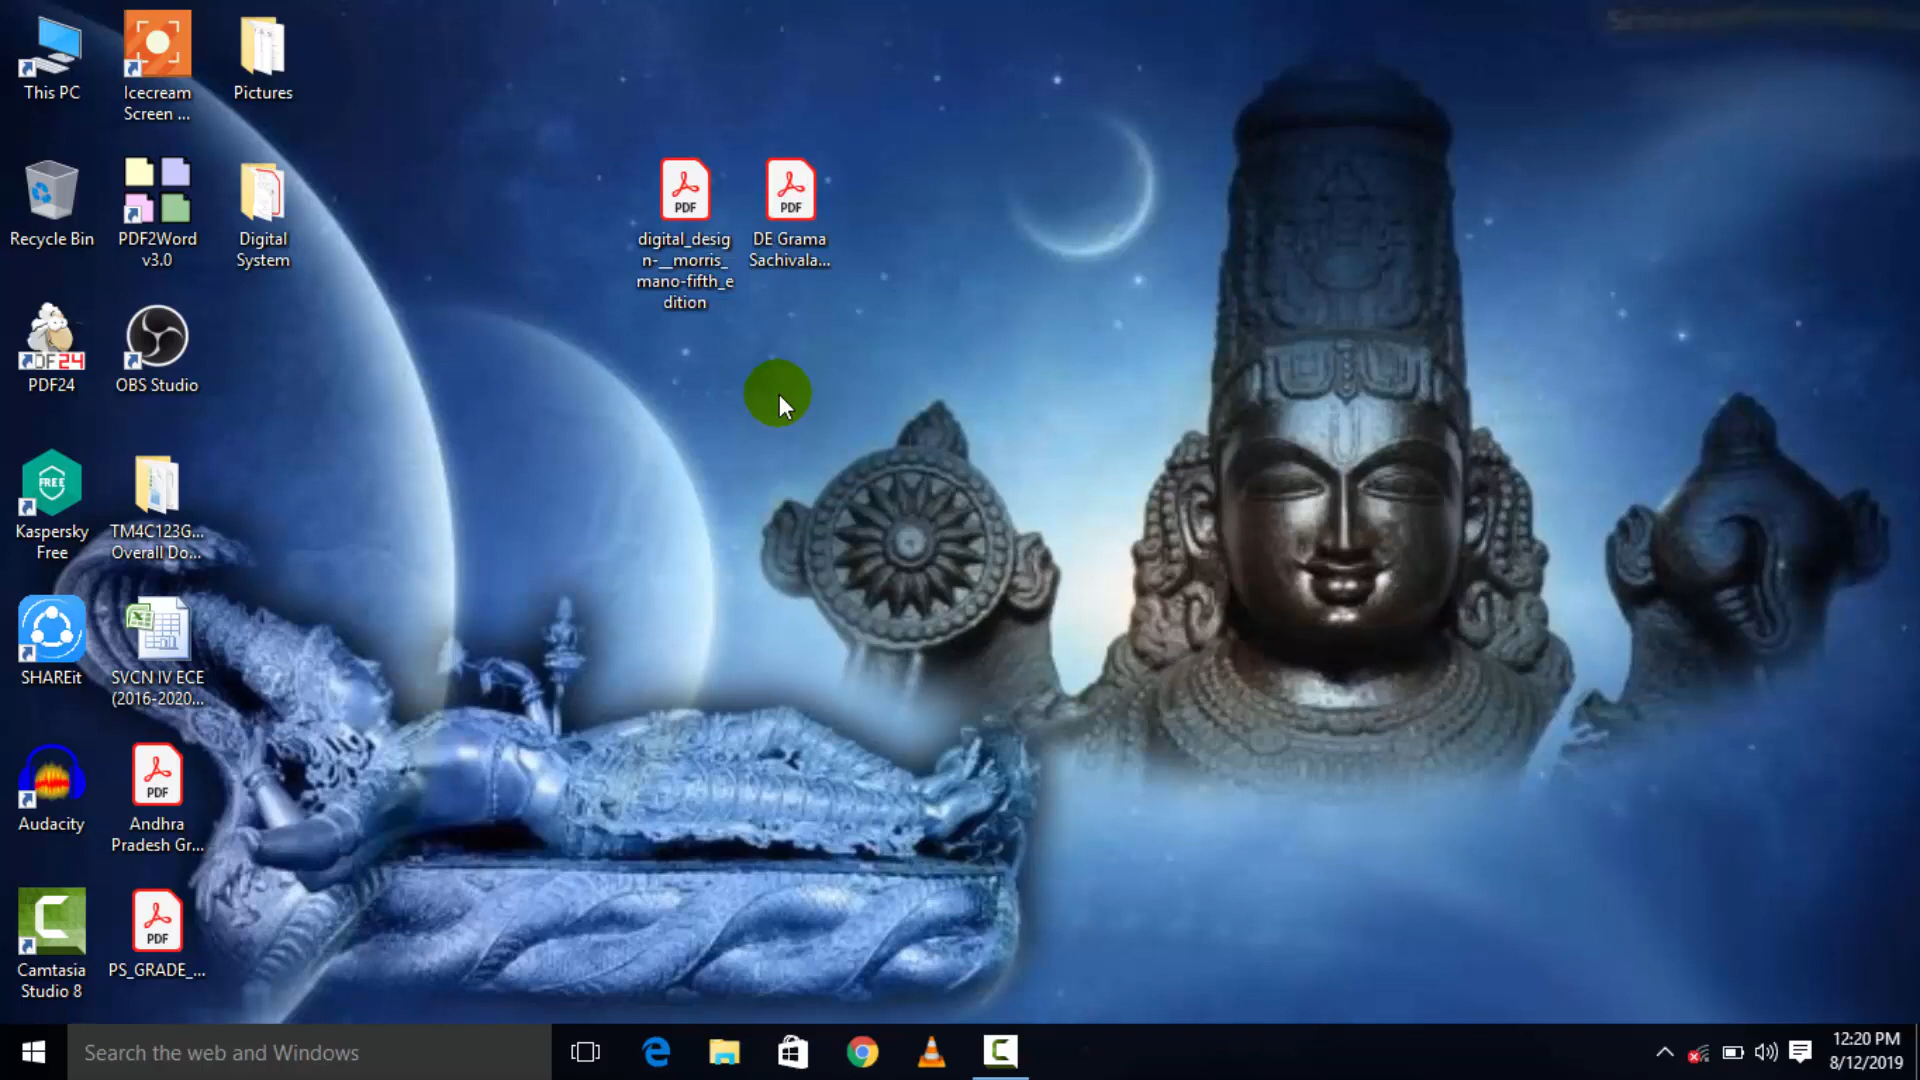 This PC
Icecream
Screen ...
Pictures
Recycle Bin
PDF2Word
v3.0
Digital
System
PDF
digital_desig
n-__morris_
mano-fifth_e
dition
PDF
DE Grama
Sachivala...
DF24
PDF24
OBS Studio
FREE
Kaspersky
Free
TM4C123G...
Overall Do...
SHAREit
SVCN IV ECE
(2016-2020...
Audacity
PDF
Andhra
Pradesh Gr...
Camtasia
Studio 8
PDF
PS_GRADE_...
Search the web and Windows
12:20 PM
8/12/2019